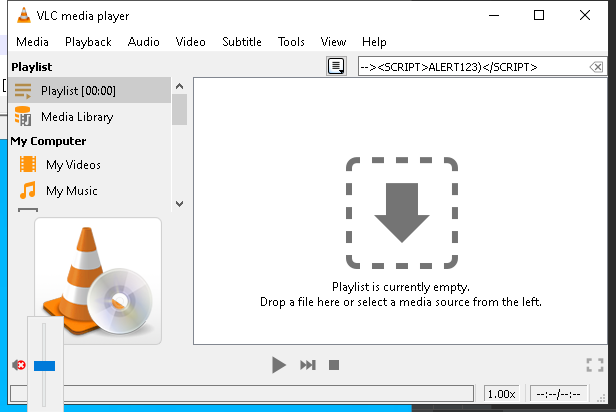 VLC media player
Media Playback Audio Video Subtitle Tools View Help
Playlist
--><SCRIPT>ALERT123)</SCRIPT>
Playlist [00:00]
Media Library
My Computer
My Videos
My Music
Playlist is currently empty.
Drop a file here or select a media source from the left.
1.00x
--:--/--:--